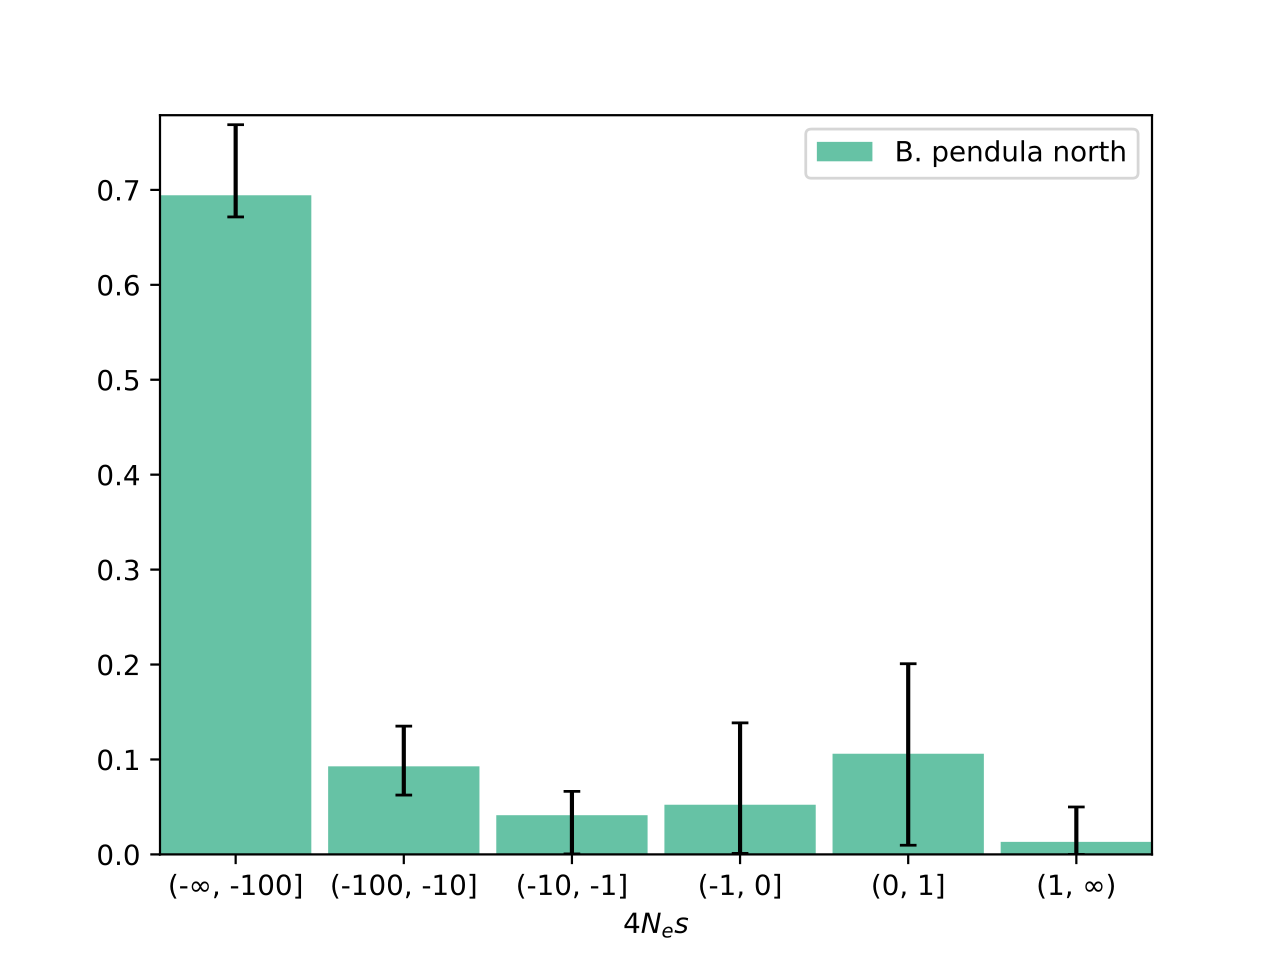 B. pendula north
0.7
0.6
0.5
0.4
0.3
0.2
0.1
0.0
(-∞, -100] (-100, -10] (-10, -1] (-1, 0] (0, 1] (1, ∞)
4Nₑs